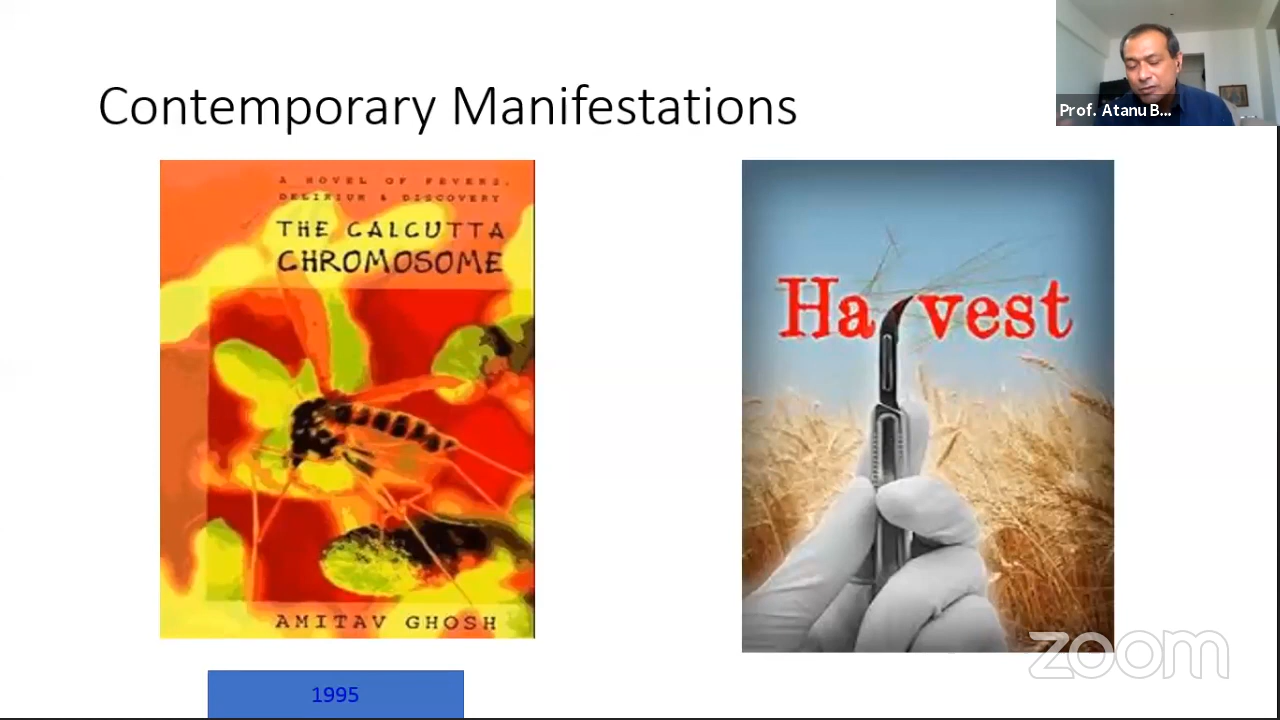 Contemporary Manifestations
Prof. Atanu B...
A NOVEL OF FEVERS,
DELIRIUM & DISCOVERY
THE CALCUTTA
CHROMOSOME
AMITAV GHOSH
Harvest
zoom
1995